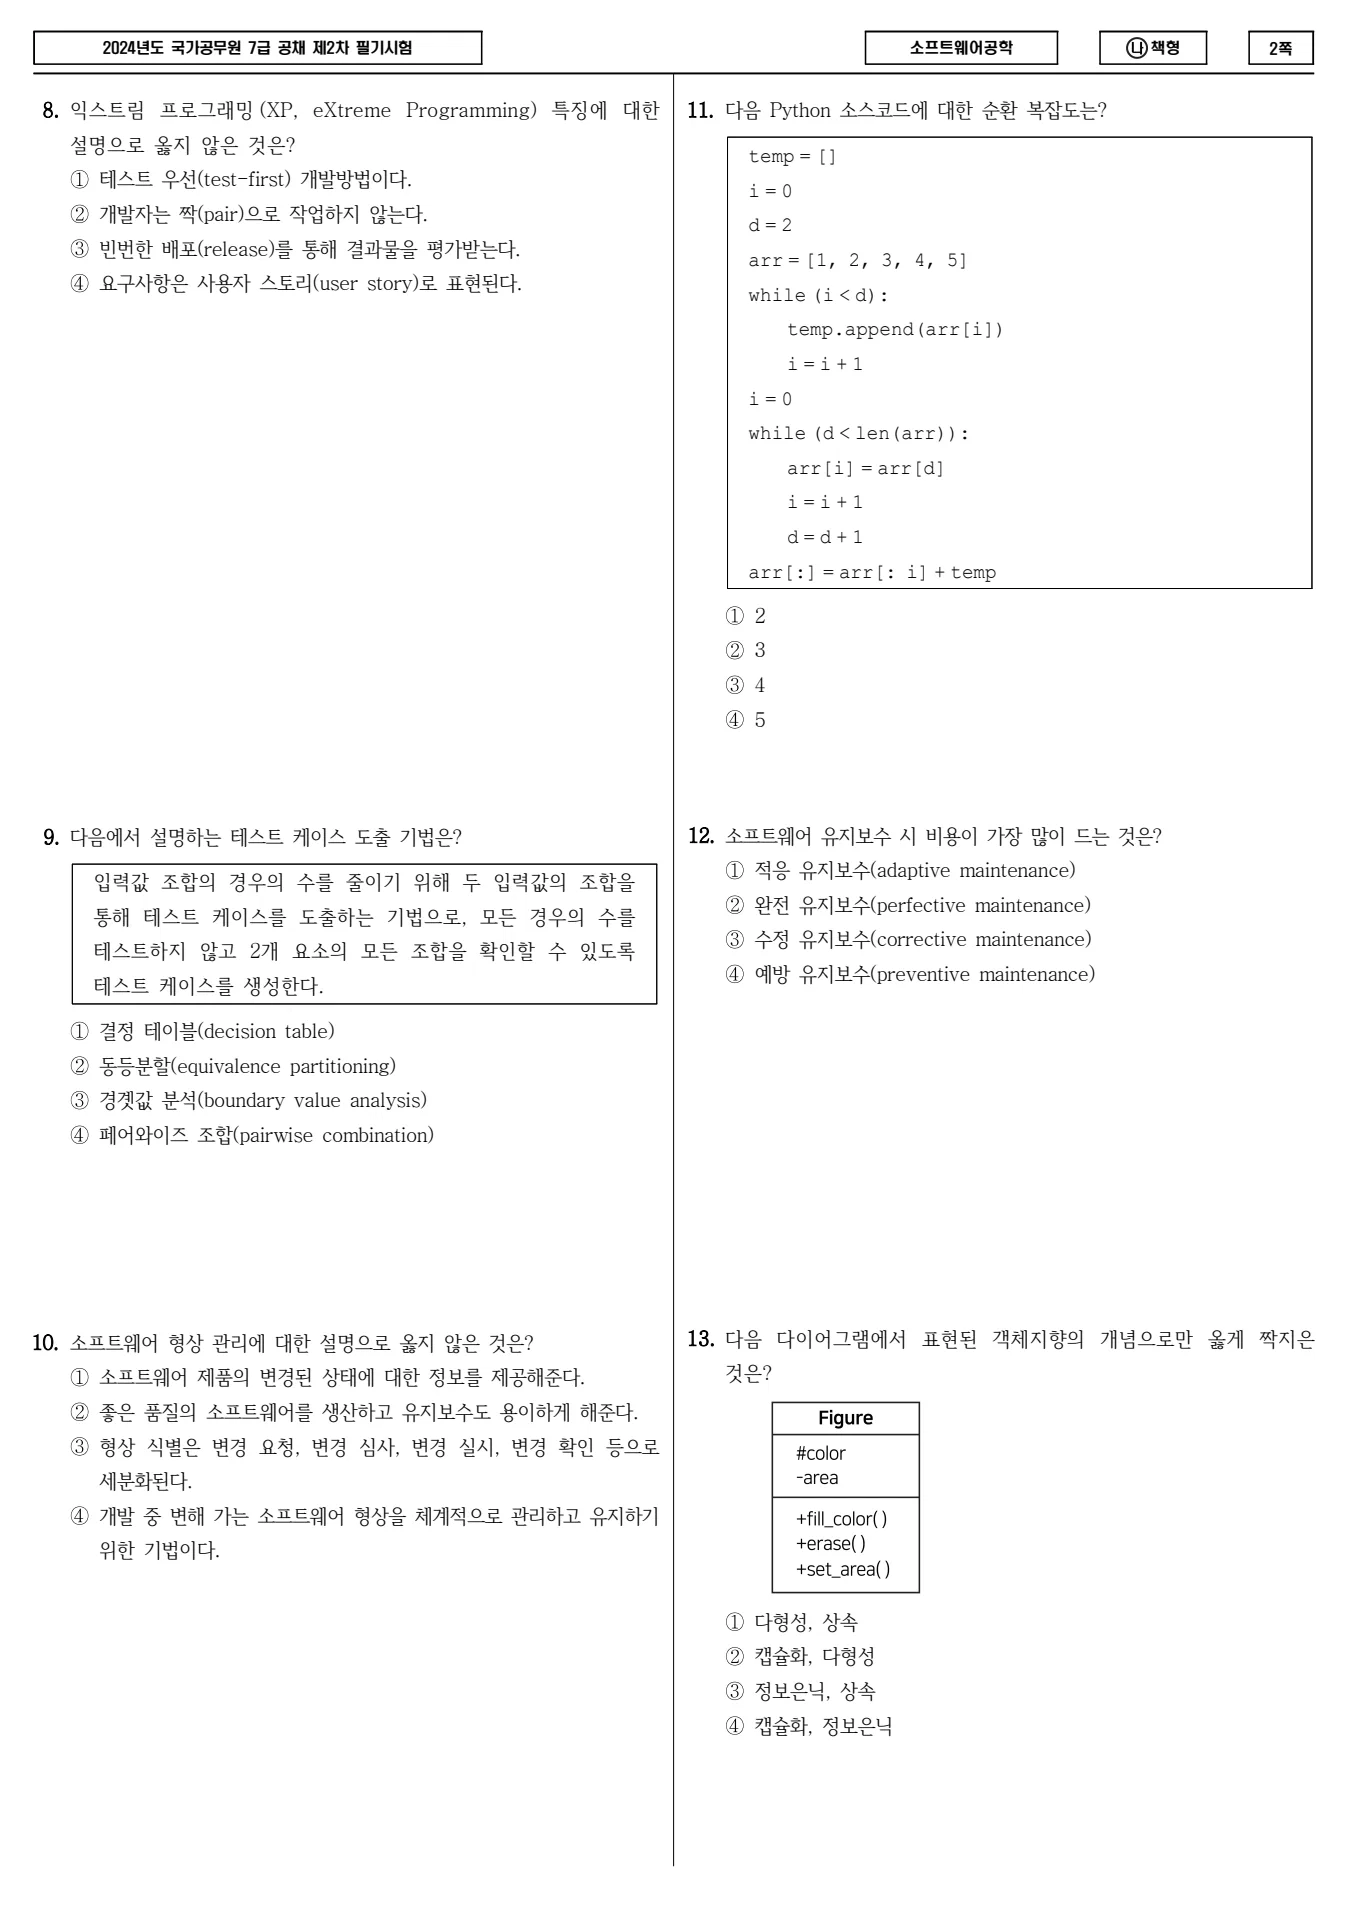 2024년도 국가공무원 7급 공채 제2차 필기시험
소프트웨어공학
㉯책형
2쪽
8. 익스트림 프로그래밍(XP, eXtreme Programming) 특징에 대한
설명으로 옳지 않은 것은?
① 테스트 우선(test-first) 개발방법이다.
② 개발자는 짝(pair)으로 작업하지 않는다.
③ 빈번한 배포(release)를 통해 결과물을 평가받는다.
④ 요구사항은 사용자 스토리(user story)로 표현된다.
9. 다음에서 설명하는 테스트 케이스 도출 기법은?
입력값 조합의 경우의 수를 줄이기 위해 두 입력값의 조합을
통해 테스트 케이스를 도출하는 기법으로, 모든 경우의 수를
테스트하지 않고 2개 요소의 모든 조합을 확인할 수 있도록
테스트 케이스를 생성한다.
① 결정 테이블(decision table)
② 동등분할(equivalence partitioning)
③ 경곗값 분석(boundary value analysis)
④ 페어와이즈 조합(pairwise combination)
10. 소프트웨어 형상 관리에 대한 설명으로 옳지 않은 것은?
① 소프트웨어 제품의 변경된 상태에 대한 정보를 제공해준다.
② 좋은 품질의 소프트웨어를 생산하고 유지보수도 용이하게 해준다.
③ 형상 식별은 변경 요청, 변경 심사, 변경 실시, 변경 확인 등으로
세분화된다.
④ 개발 중 변해 가는 소프트웨어 형상을 체계적으로 관리하고 유지하기
위한 기법이다.
11. 다음 Python 소스코드에 대한 순환 복잡도는?
temp = []
i = 0
d = 2
arr = [1, 2, 3, 4, 5]
while (i < d):
temp.append(arr[i])
i = i + 1
i = 0
while (d < len(arr)):
arr[i] = arr[d]
i = i + 1
d = d + 1
arr[:] = arr[: i] + temp
① 2
② 3
③ 4
④ 5
12. 소프트웨어 유지보수 시 비용이 가장 많이 드는 것은?
① 적응 유지보수(adaptive maintenance)
② 완전 유지보수(perfective maintenance)
③ 수정 유지보수(corrective maintenance)
④ 예방 유지보수(preventive maintenance)
13. 다음 다이어그램에서 표현된 객체지향의 개념으로만 옳게 짝지은
것은?
Figure
#color
-area
+fill_color( )
+erase( )
+set_area( )
① 다형성, 상속
② 캡슐화, 다형성
③ 정보은닉, 상속
④ 캡슐화, 정보은닉